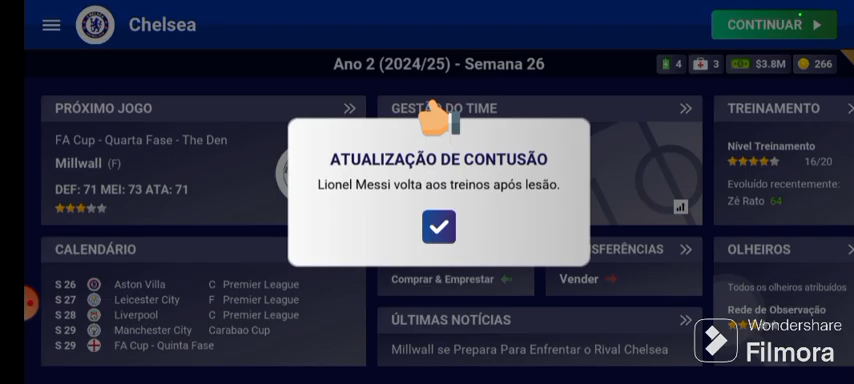 Chelsea
CONTINUAR
Ano 2 (2024/25) - Semana 26
4
3
$3.8M
266
PRÓXIMO JOGO
FA Cup - Quarta Fase - The Den
Millwall (F)
DEF: 71 MEI: 73 ATA: 71
GESTÃO DO TIME
TREINAMENTO
Nível Treinamento
16/20
Evoluído recentemente:
Zé Rato 64
ATUALIZAÇÃO DE CONTUSÃO
Lionel Messi volta aos treinos após lesão.
CALENDÁRIO
S 26 Aston Villa C Premier League
S 27 Leicester City F Premier League
S 28 Liverpool C Premier League
S 29 Manchester City Carabao Cup
S 29 FA Cup - Quinta Fase
SFERÊNCIAS
Comprar & Emprestar
Vender
ÚLTIMAS NOTÍCIAS
Millwall se Prepara Para Enfrentar o Rival Chelsea
OLHEIROS
Todos os olheiros atribuídos
Rede de Observação
Wondershare
Filmora